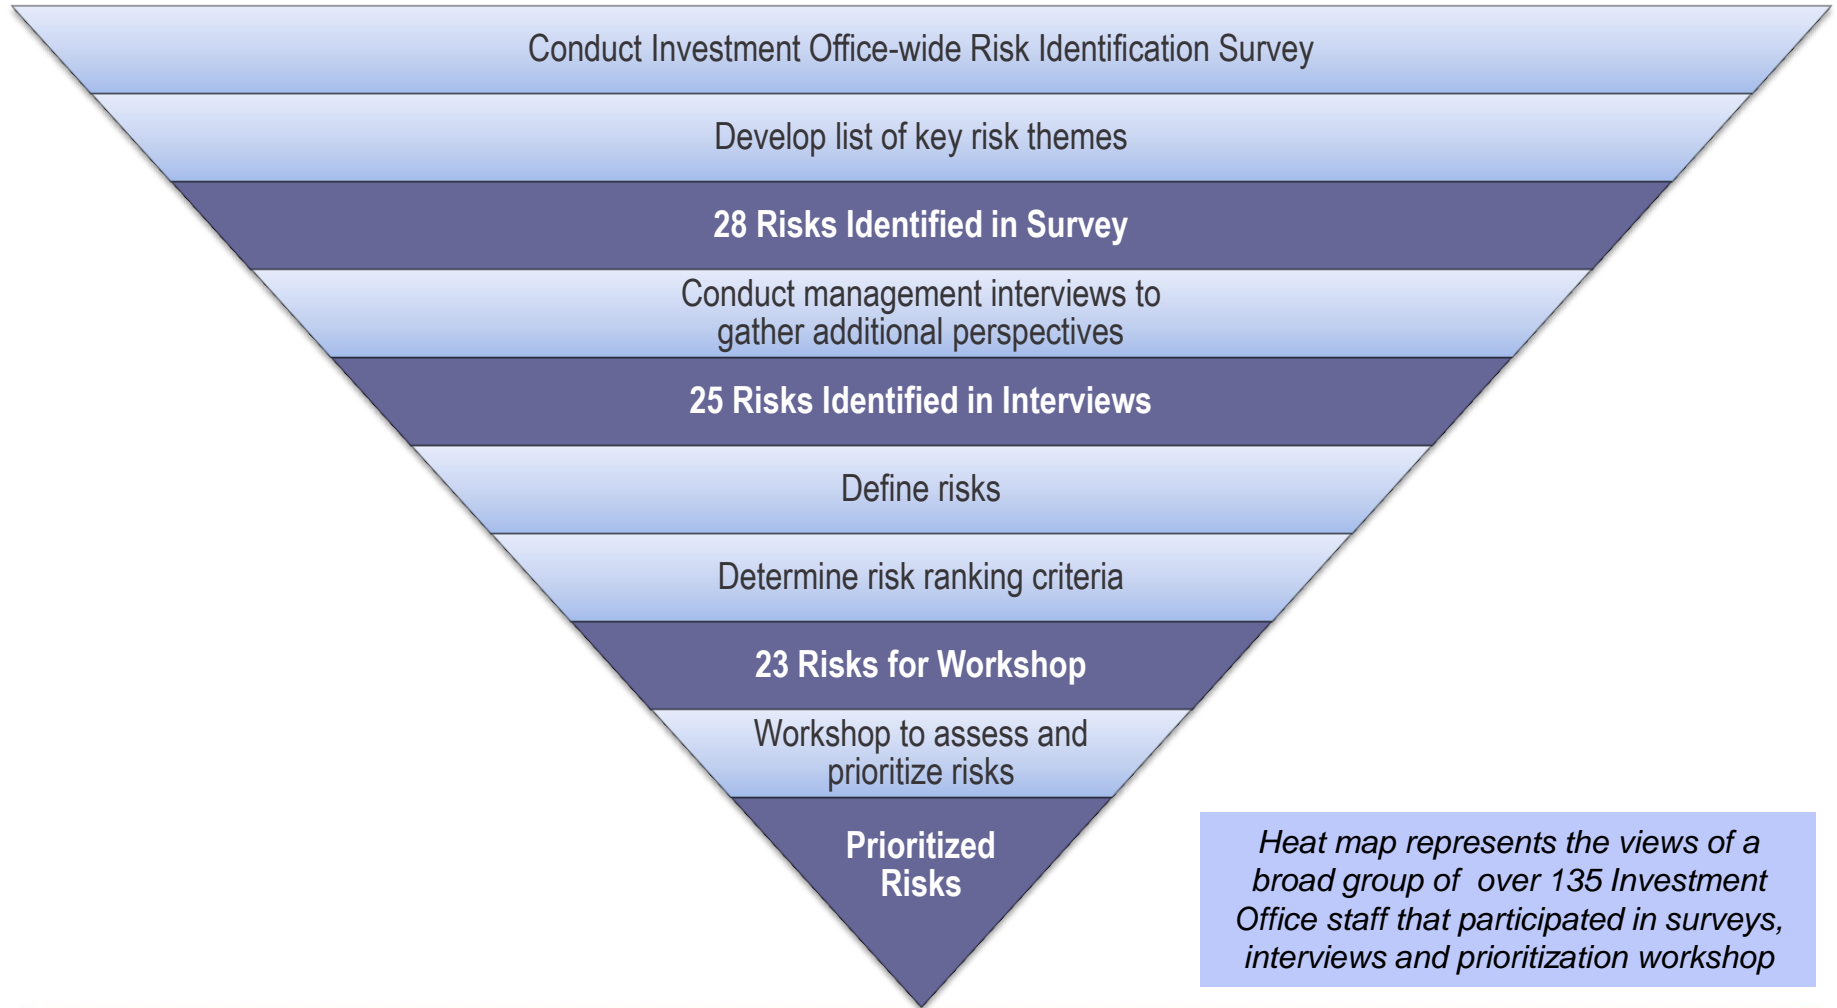 Conduct Investment Office-wide Risk Identification Survey
Develop list of key risk themes
28 Risks Identified in Survey
Conduct management interviews to
gather additional perspectives
25 Risks Identified in Interviews
Define risks
Determine risk ranking criteria
23 Risks for Workshop
Workshop to assess and
prioritize risks
Prioritized
Risks
Heat map represents the views of a
broad group of  over 135 Investment
Office staff that participated in surveys,
interviews and prioritization workshop